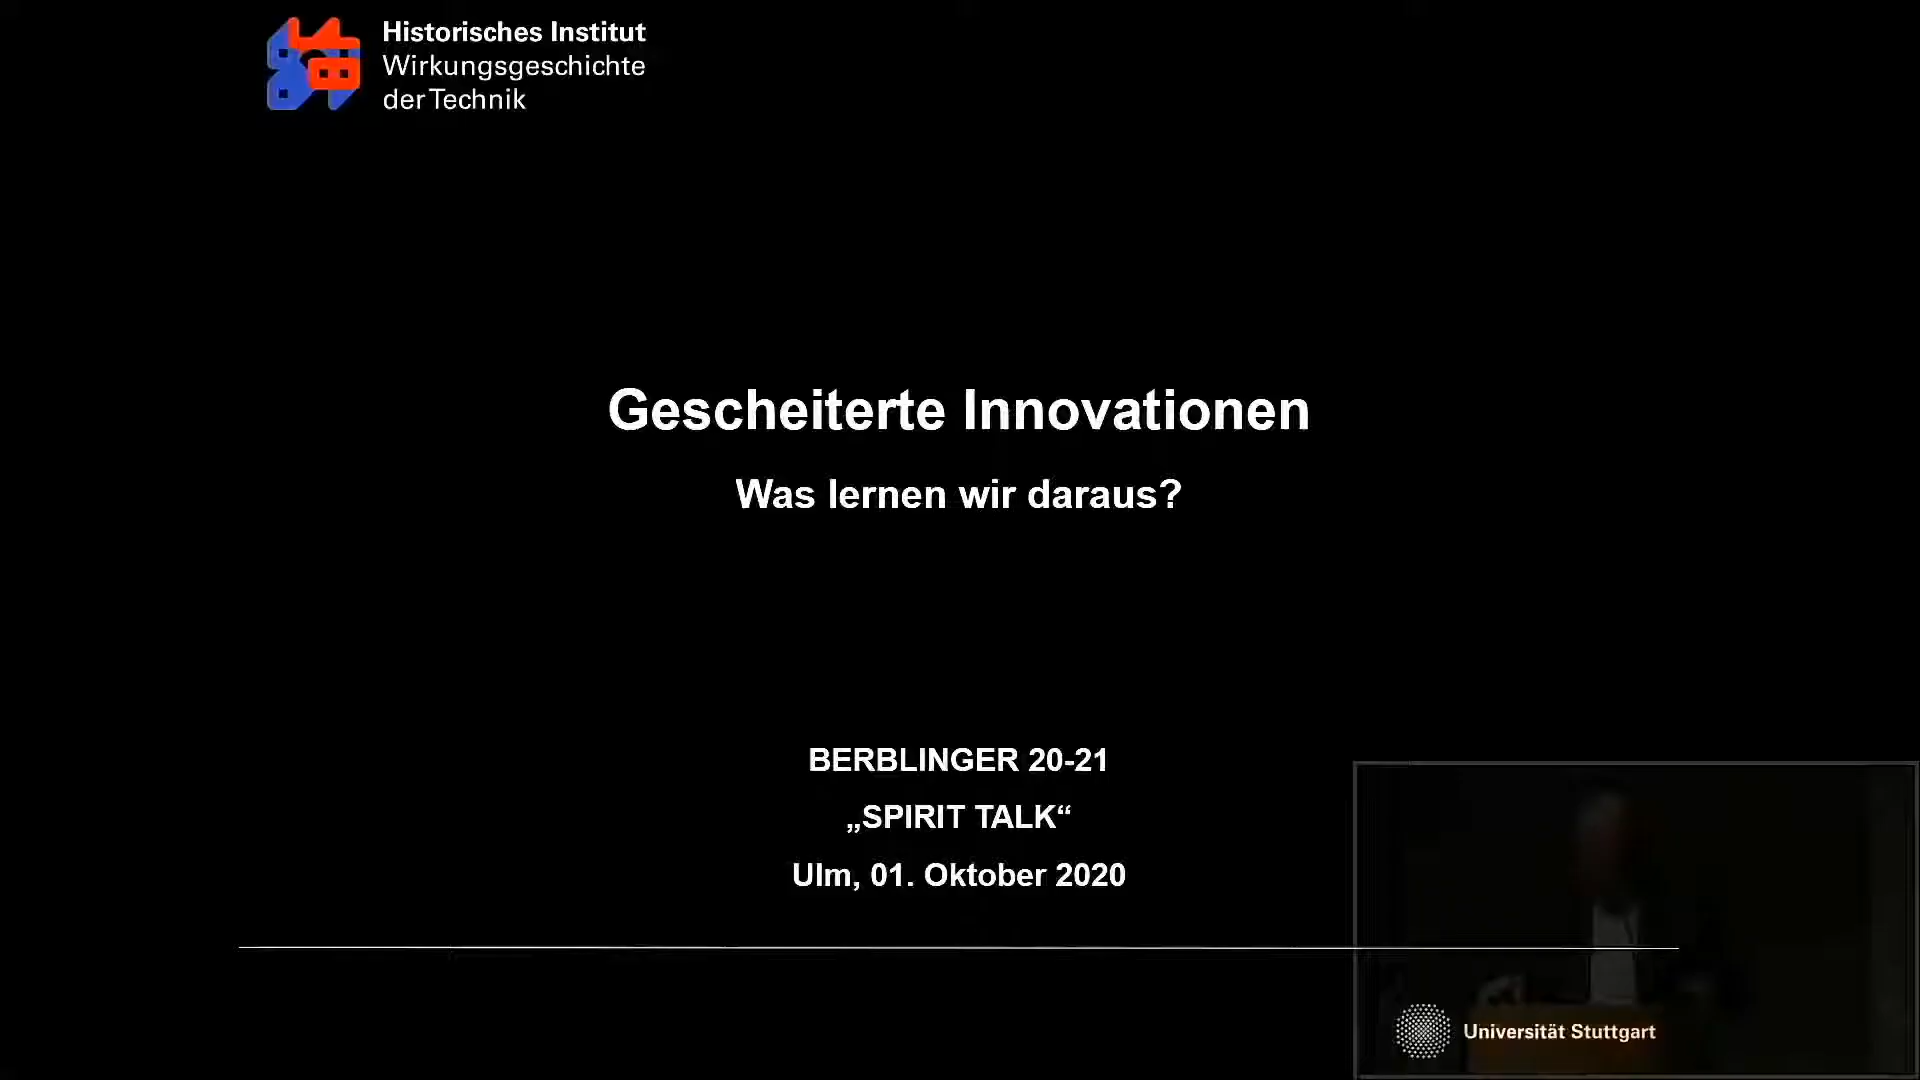 Historisches Institut
Wirkungsgeschichte
der Technik
Gescheiterte Innovationen
Was lernen wir daraus?
BERBLINGER 20-21
„SPIRIT TALK“
Ulm, 01. Oktober 2020
Universität Stuttgart